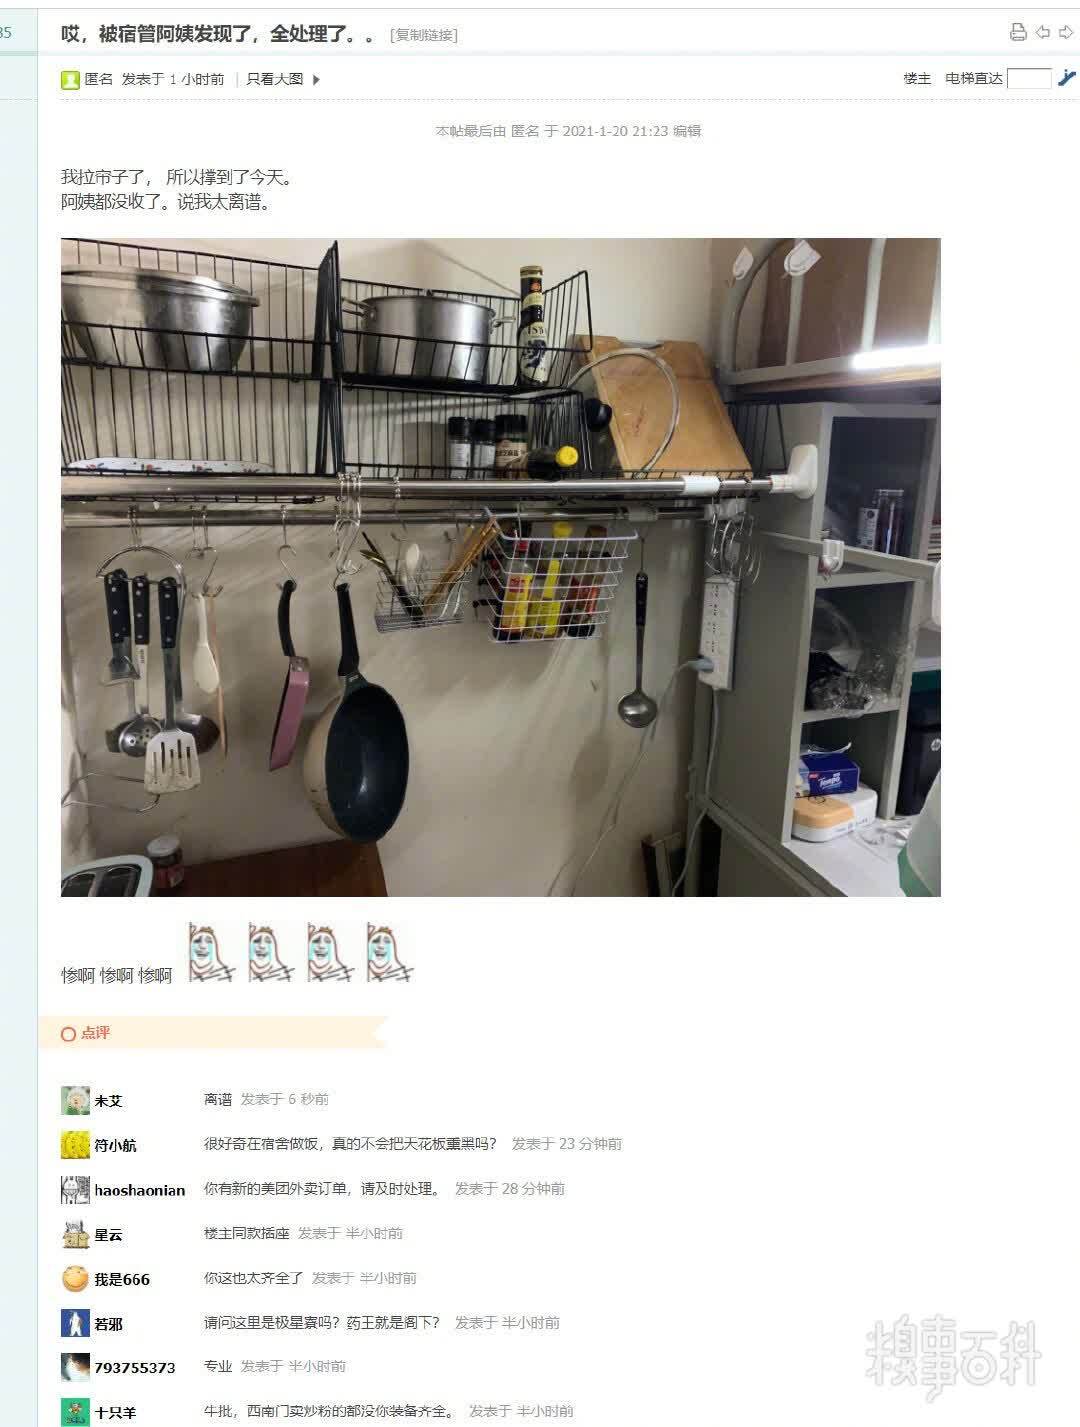 35
哎，被宿管阿姨发现了，全处理了。。 [复制链接]
匿名 发表于 1 小时前 | 只看大图
楼主 电梯直达
本帖最后由 匿名 于 2021-1-20 21:23 编辑
我拉帘子了， 所以撑到了今天。
阿姨都没收了。说我太离谱。
Tempo
惨啊 惨啊 惨啊
点评
未艾 离谱 发表于 6 秒前
符小航 很好奇在宿舍做饭，真的不会把天花板熏黑吗？ 发表于 23 分钟前
haoshaonian 你有新的美团外卖订单，请及时处理。 发表于 28 分钟前
星云 楼主同款插座 发表于 半小时前
我是666 你这也太齐全了 发表于 半小时前
若邪 请问这里是极星寮吗？药王就是阁下？ 发表于 半小时前
793755373 专业 发表于 半小时前
十只羊 牛批，西南门卖炒粉的都没你装备齐全。 发表于 半小时前
糗事百科